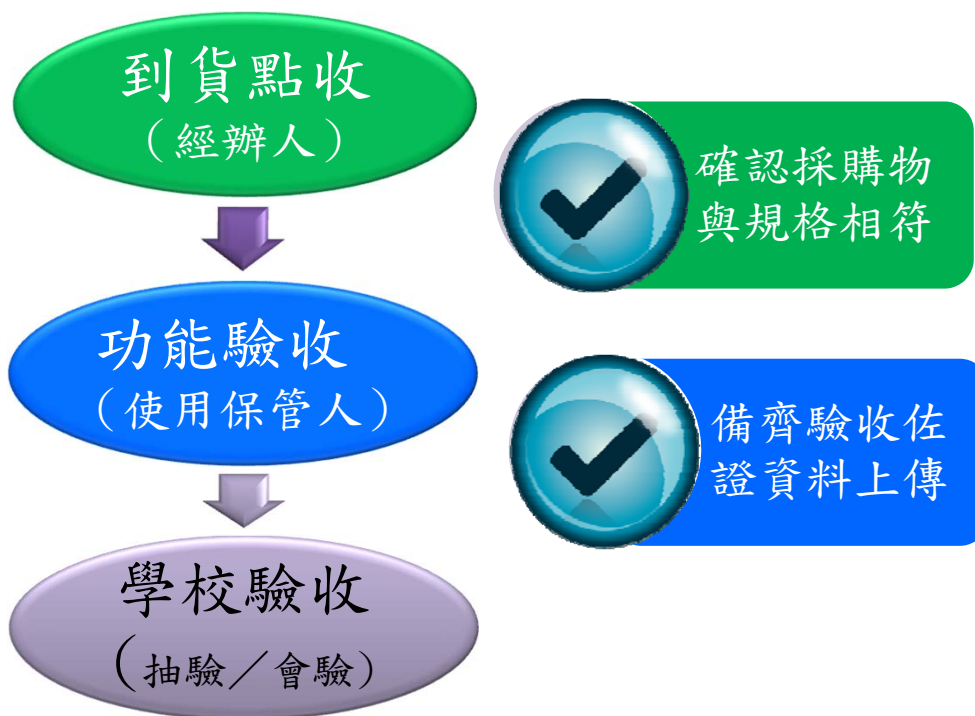 到貨點收
（經辦人）
確認採購物
與規格相符
功能驗收
（使用保管人）
備齊驗收佐
證資料上傳
學校驗收
（抽驗／會驗）